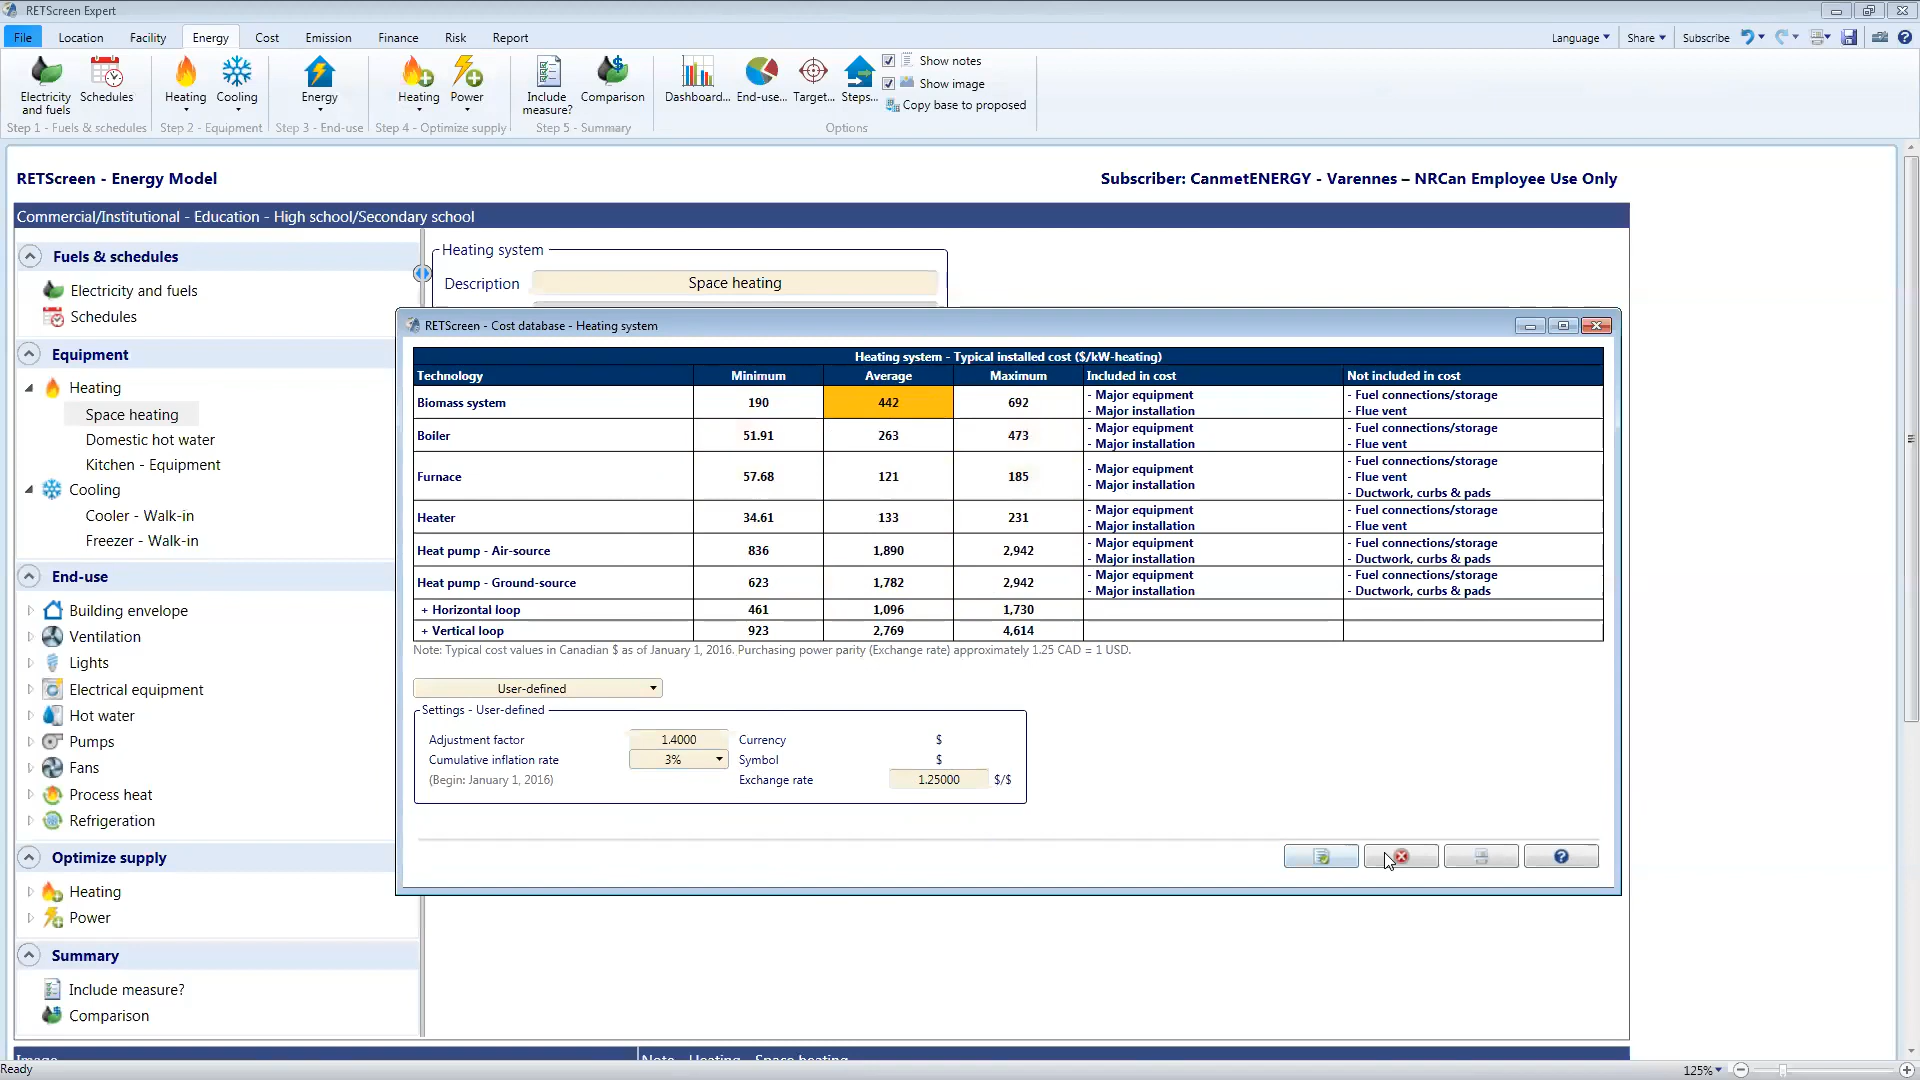 RETScreen Expert
File Location Facility Energy Cost Emission Finance Risk Report Language Share Subscribe
Electricity and fuels Schedules Heating Cooling Energy Heating Power Include measure? Comparison Dashboard... End-use... Target... Steps... Show notes
Show image
Copy base to proposed
Step 1 - Fuels & schedules Step 2 - Equipment Step 3 - End-use Step 4 - Optimize supply Step 5 - Summary Options
RETScreen - Energy Model Subscriber: CanmetENERGY - Varennes – NRCan Employee Use Only
Commercial/Institutional - Education - High school/Secondary school
Fuels & schedules
Electricity and fuels
Schedules
Equipment
Heating
Space heating
Domestic hot water
Kitchen - Equipment
Cooling
Cooler - Walk-in
Freezer - Walk-in
End-use
Building envelope
Ventilation
Lights
Electrical equipment
Hot water
Pumps
Fans
Process heat
Refrigeration
Optimize supply
Heating
Power
Summary
Include measure?
Comparison
Heating system
Description Space heating
RETScreen - Cost database - Heating system
Heating system - Typical installed cost ($/kW-heating)
Technology Minimum Average Maximum Included in cost Not included in cost
Biomass system 190 442 692 - Major equipment - Fuel connections/storage
- Major installation - Flue vent
Boiler 51.91 263 473 - Major equipment - Fuel connections/storage
- Major installation - Flue vent
Furnace 57.68 121 185 - Major equipment - Fuel connections/storage
- Major installation - Flue vent
- Ductwork, curbs & pads
Heater 34.61 133 231 - Major equipment - Fuel connections/storage
- Major installation - Flue vent
Heat pump - Air-source 836 1,890 2,942 - Major equipment - Fuel connections/storage
- Major installation - Ductwork, curbs & pads
Heat pump - Ground-source 623 1,782 2,942 - Major equipment - Fuel connections/storage
- Major installation - Ductwork, curbs & pads
+ Horizontal loop 461 1,096 1,730
+ Vertical loop 923 2,769 4,614
Note: Typical cost values in Canadian $ as of January 1, 2016. Purchasing power parity (Exchange rate) approximately 1.25 CAD = 1 USD.
User-defined
Settings - User-defined
Adjustment factor 1.4000 Currency $
Cumulative inflation rate 3% Symbol $
(Begin: January 1, 2016) Exchange rate 1.25000 $/$
Image Note - Heating - Space heating
Ready 125%